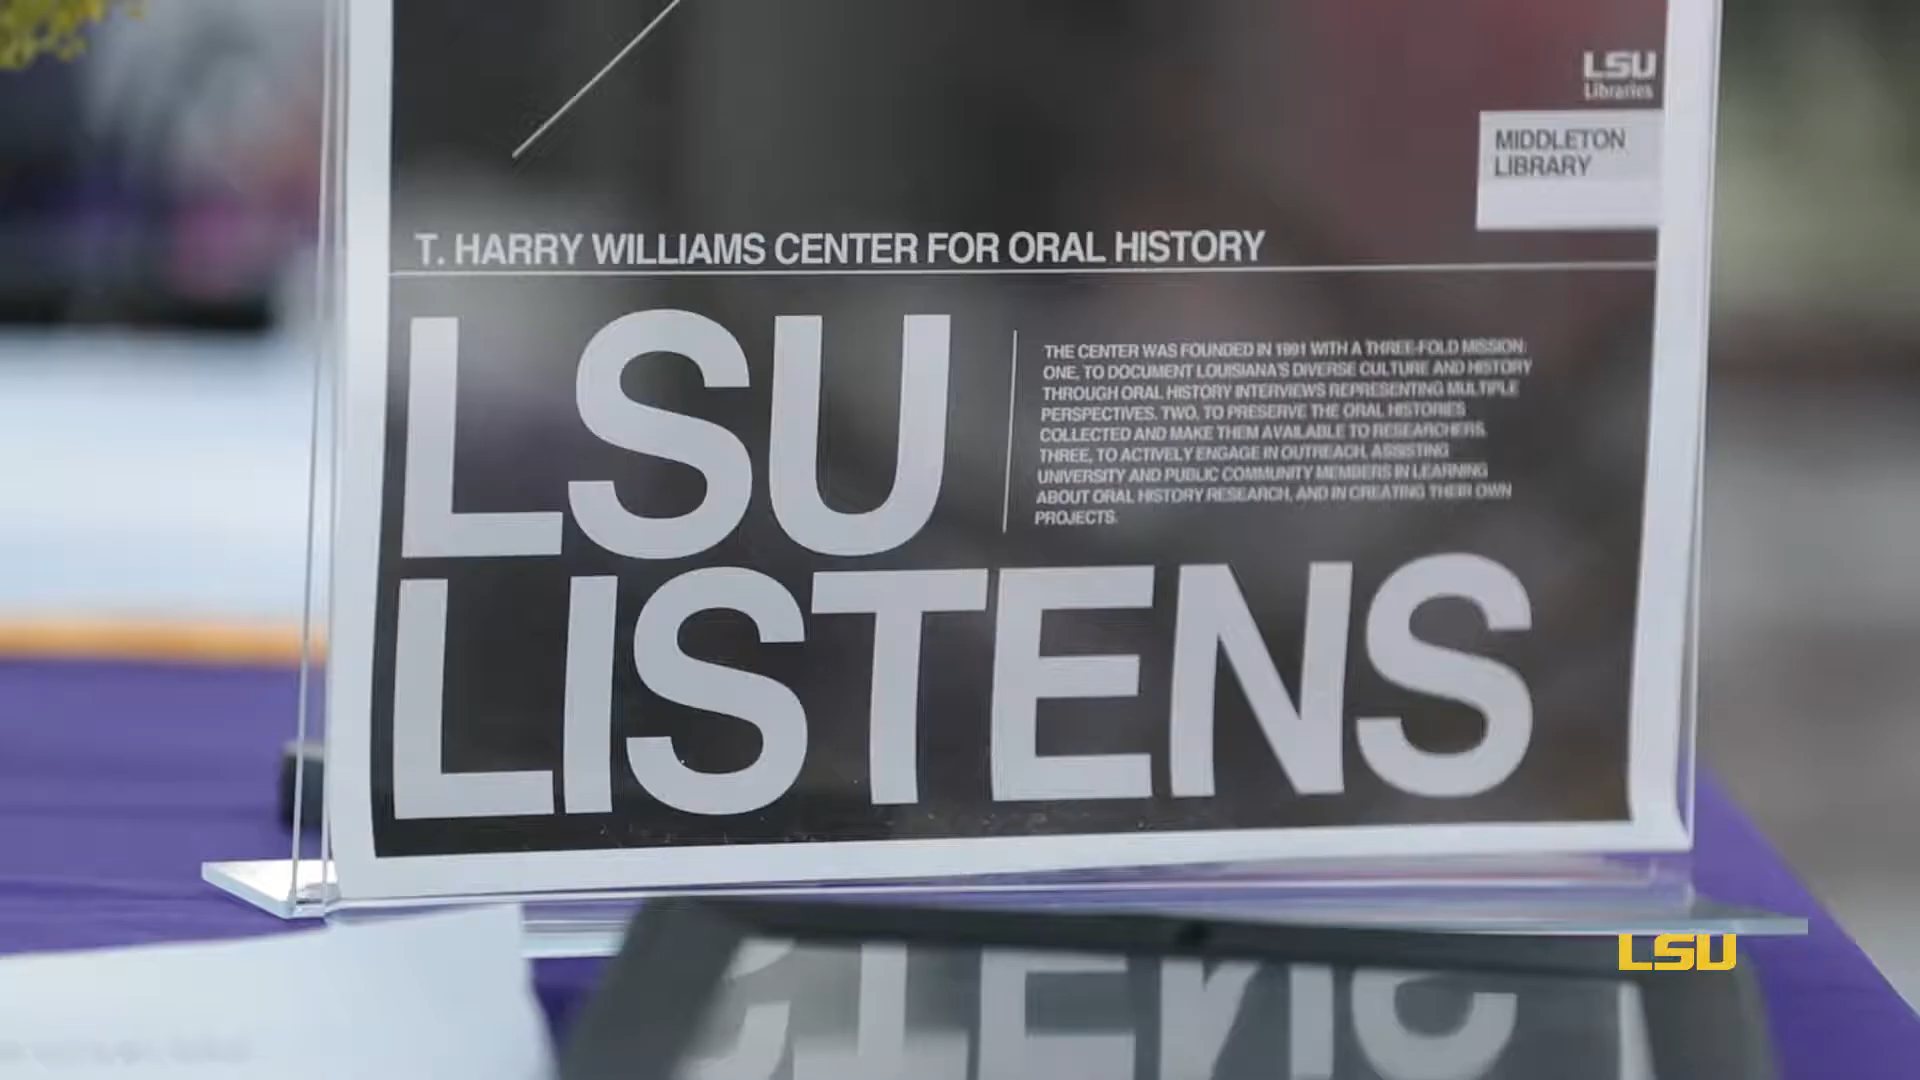 LSU
Libraries
MIDDLETON
LIBRARY
T. HARRY WILLIAMS CENTER FOR ORAL HISTORY
LSU
LISTENS
THE CENTER WAS FOUNDED IN 1991 WITH A THREE-FOLD MISSION:
ONE, TO DOCUMENT LOUISIANA'S DIVERSE CULTURE AND HISTORY
THROUGH ORAL HISTORY INTERVIEWS REPRESENTING MULTIPLE
PERSPECTIVES. TWO, TO PRESERVE THE ORAL HISTORIES
COLLECTED AND MAKE THEM AVAILABLE TO RESEARCHERS.
THREE, TO ACTIVELY ENGAGE IN OUTREACH, ASSISTING
UNIVERSITY AND PUBLIC COMMUNITY MEMBERS IN LEARNING
ABOUT ORAL HISTORY RESEARCH, AND IN CREATING THEIR OWN
PROJECTS.
LSU